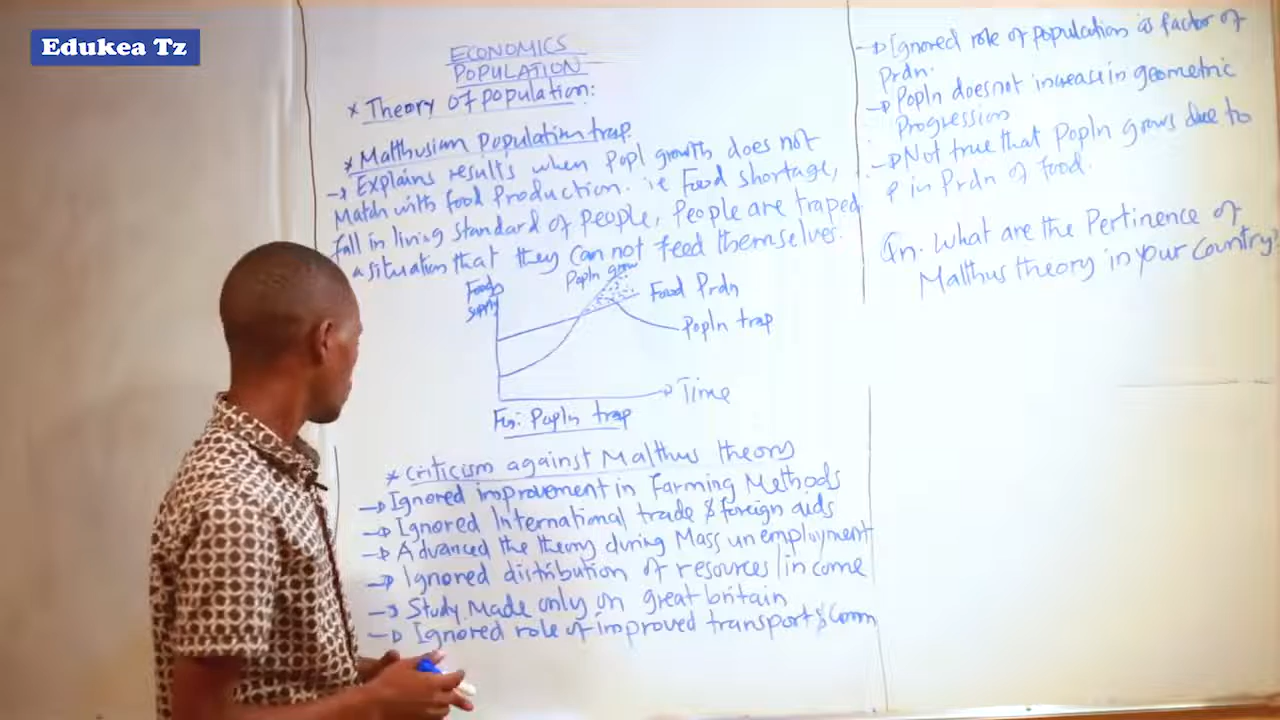 Edukea Tz
ECONOMICS
POPULATION
* Theory of population:
* Malthusian Population trap
→ Explains results when Popl growth does not
Match with food Production. ie Food shortage,
fall in living standard of People, People are traped
a situation that they can not feed themselves.
Food
supply
Popln grow
Food Prdn
Popln trap
Time
Fig: Popln trap
* criticism against Malthus theory
→ Ignored improvement in Farming Methods
→ Ignored International trade & foreign aids
→ Advanced the theory during Mass unemployment
→ Ignored distribution of resources/income
→ Study Made only in great britain
→ Ignored role of improved transport & Comm
→ Ignored role of population as factor of
Prdn.
→ Popln does not increase in geometric
Progression
→ Not true that Popln grows due to
in Prdn of Food.
Qn. What are the Pertinence of
Malthus theory in your Country?